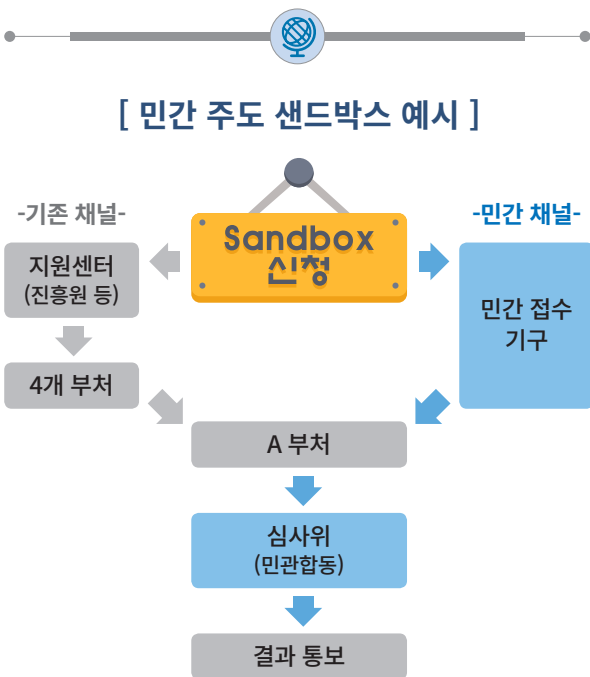 [ 민간 주도 샌드박스 예시 ]
-기존 채널-
Sandbox
신청
-민간 채널-
지원센터
(진흥원 등)
민간 접수
기구
4개 부처
A 부처
심사위
(민관합동)
결과 통보